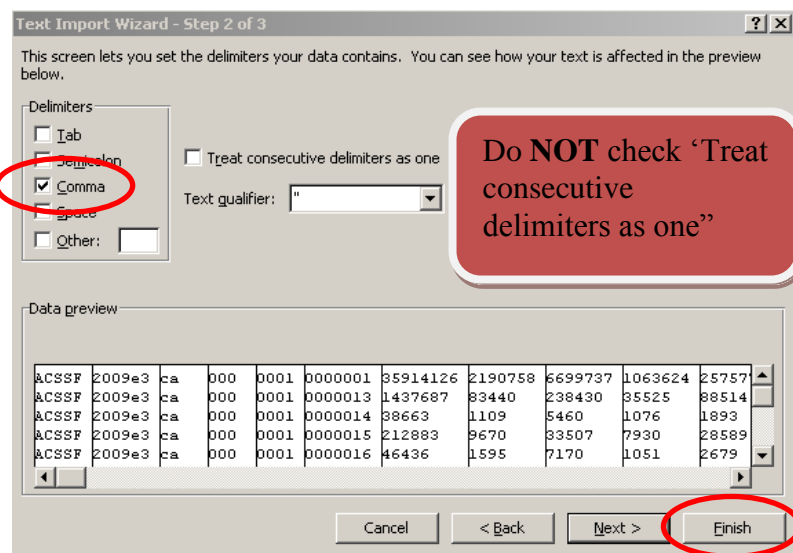 Text Import Wizard - Step 2 of 3
? X
This screen lets you set the delimiters your data contains. You can see how your text is affected in the preview
below.
Delimiters
Tab
Semicolon
Comma
Space
Other:
Treat consecutive delimiters as one
Text qualifier: "
Do NOT check ‘Treat
consecutive
delimiters as one”
Data preview
ACSSF 2009e3 ca 000 0001 0000001 35914126 2190758 6699737 1063624 25757
ACSSF 2009e3 ca 000 0001 0000013 1437687 83440 238430 35525 88514
ACSSF 2009e3 ca 000 0001 0000014 38663 1109 5460 1076 1893
ACSSF 2009e3 ca 000 0001 0000015 212883 9670 33507 7930 28589
ACSSF 2009e3 ca 000 0001 0000016 46436 1595 7170 1051 2679
Cancel < Back Next > Finish